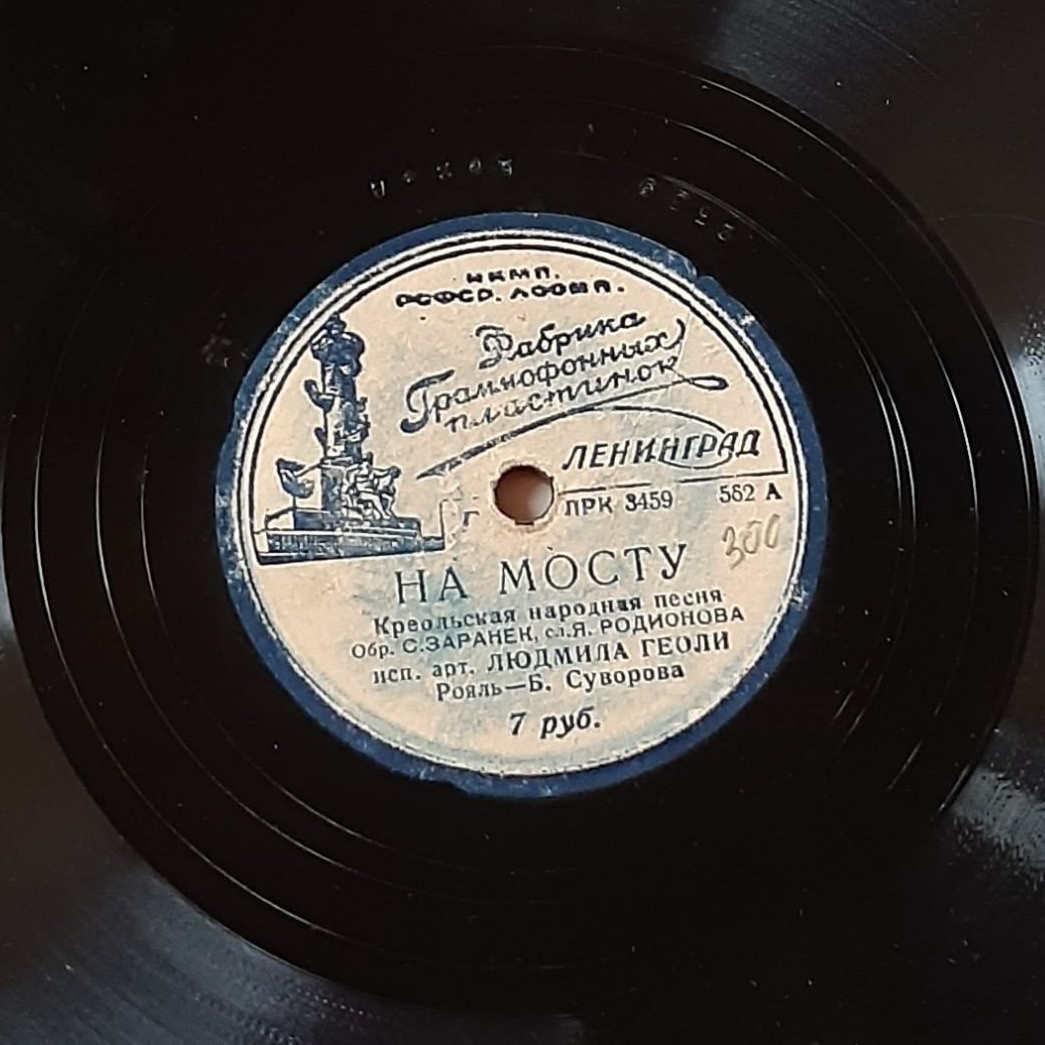 НКМП.
РСФСР. ЛООМП.
Фабрика
Граммофонных
пластинок
ЛЕНИНГРАД
Г ЛРК 3459 582 А
300
НА МОСТУ
Креольская народная песня
Обр. С. ЗАРАНЕК, сл. Я. РОДИОНОВА
исп. арт. ЛЮДМИЛА ГЕОЛИ
Рояль—Б. Суворова
7 руб.